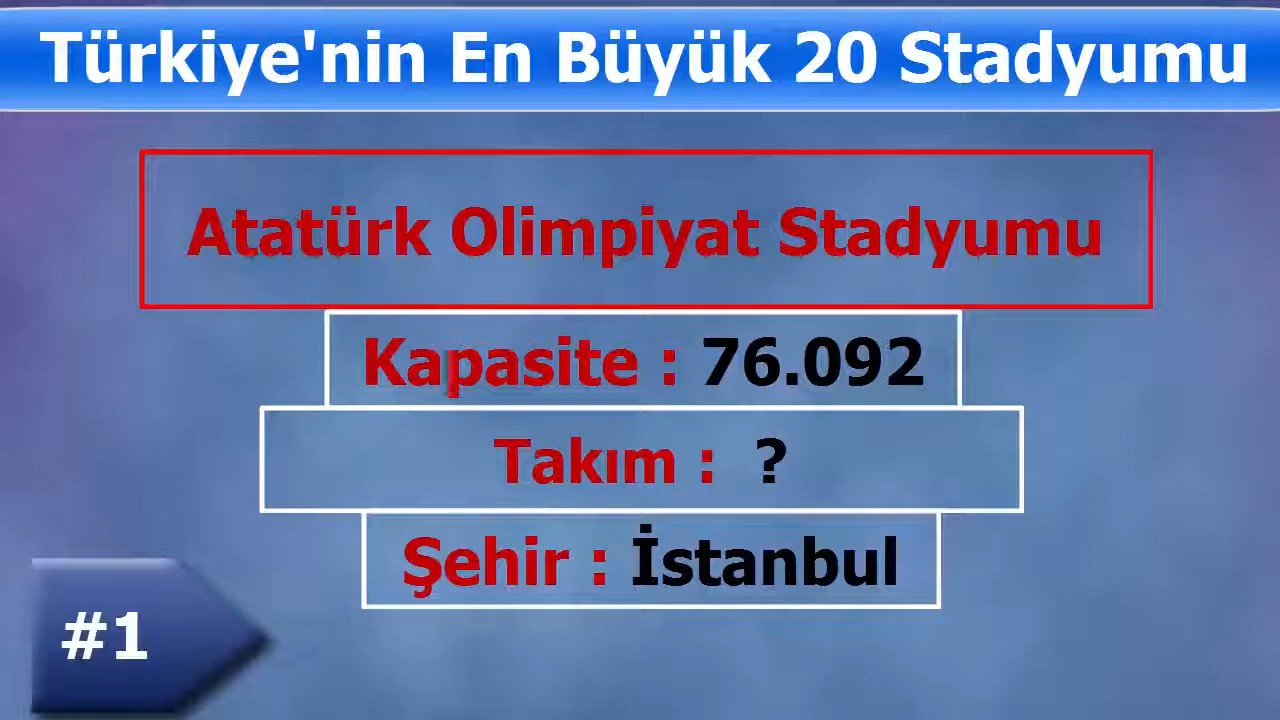 Türkiye'nin En Büyük 20 Stadyumu
Atatürk Olimpiyat Stadyumu
Kapasite : 76.092
Takım : ?
Şehir : İstanbul
#1